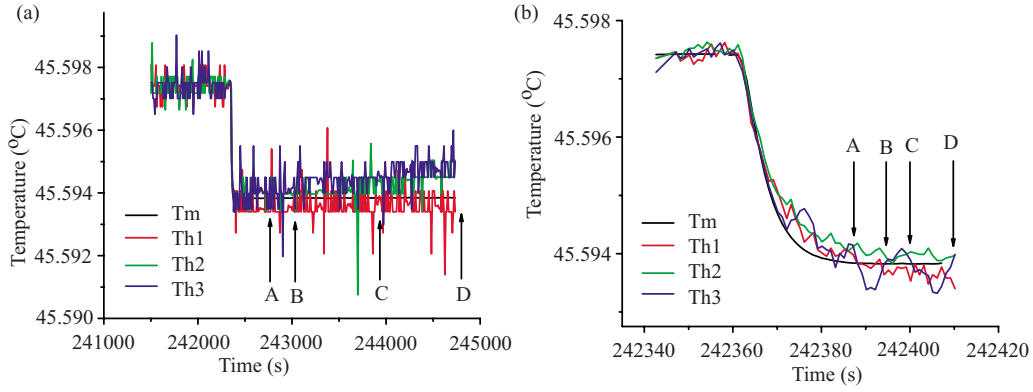 (a)
Temperature (°C)
45.598
45.596
45.594
45.592
45.590
241000 242000 243000 244000 245000
Time (s)
Tm
Th1
Th2
Th3
A B C D
(b)
Temperature (°C)
45.598
45.596
45.594
242340 242360 242380 242400 242420
Time (s)
Tm
Th1
Th2
Th3
A B C D